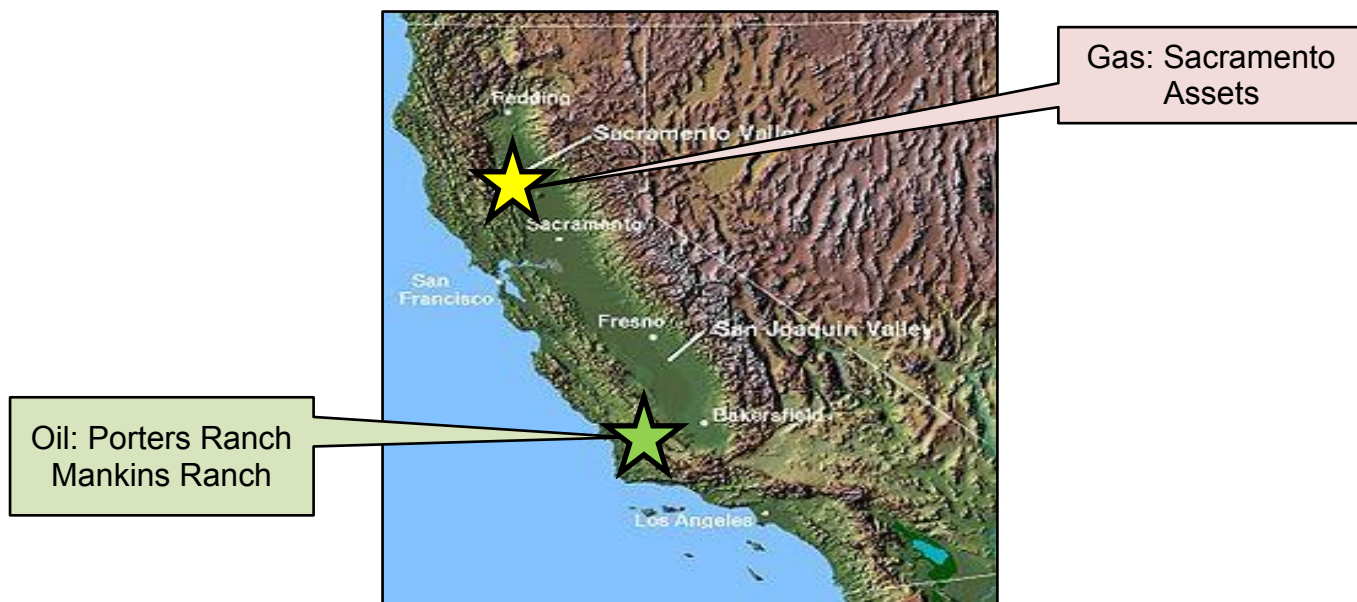 Gas: Sacramento
Assets
Redding
Sacramento Valley
Sacramento
San
Francisco
Fresno
San Joaquin Valley
Oil: Porters Ranch
Mankins Ranch
Bakersfield
Los Angeles